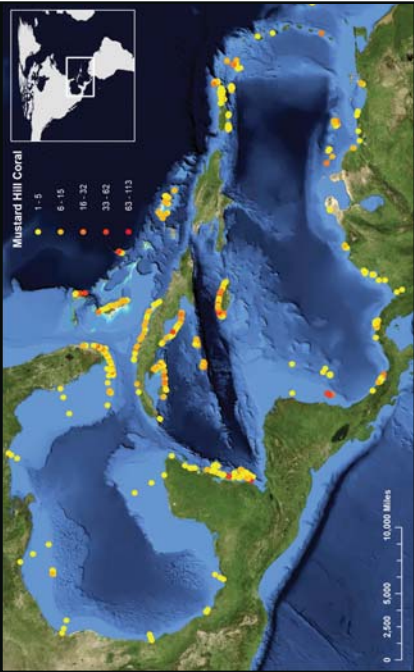 Mustard Hill Coral
1 - 5
6 - 15
16 - 32
33 - 62
63 - 113
0 2,500 5,000 10,000 Miles